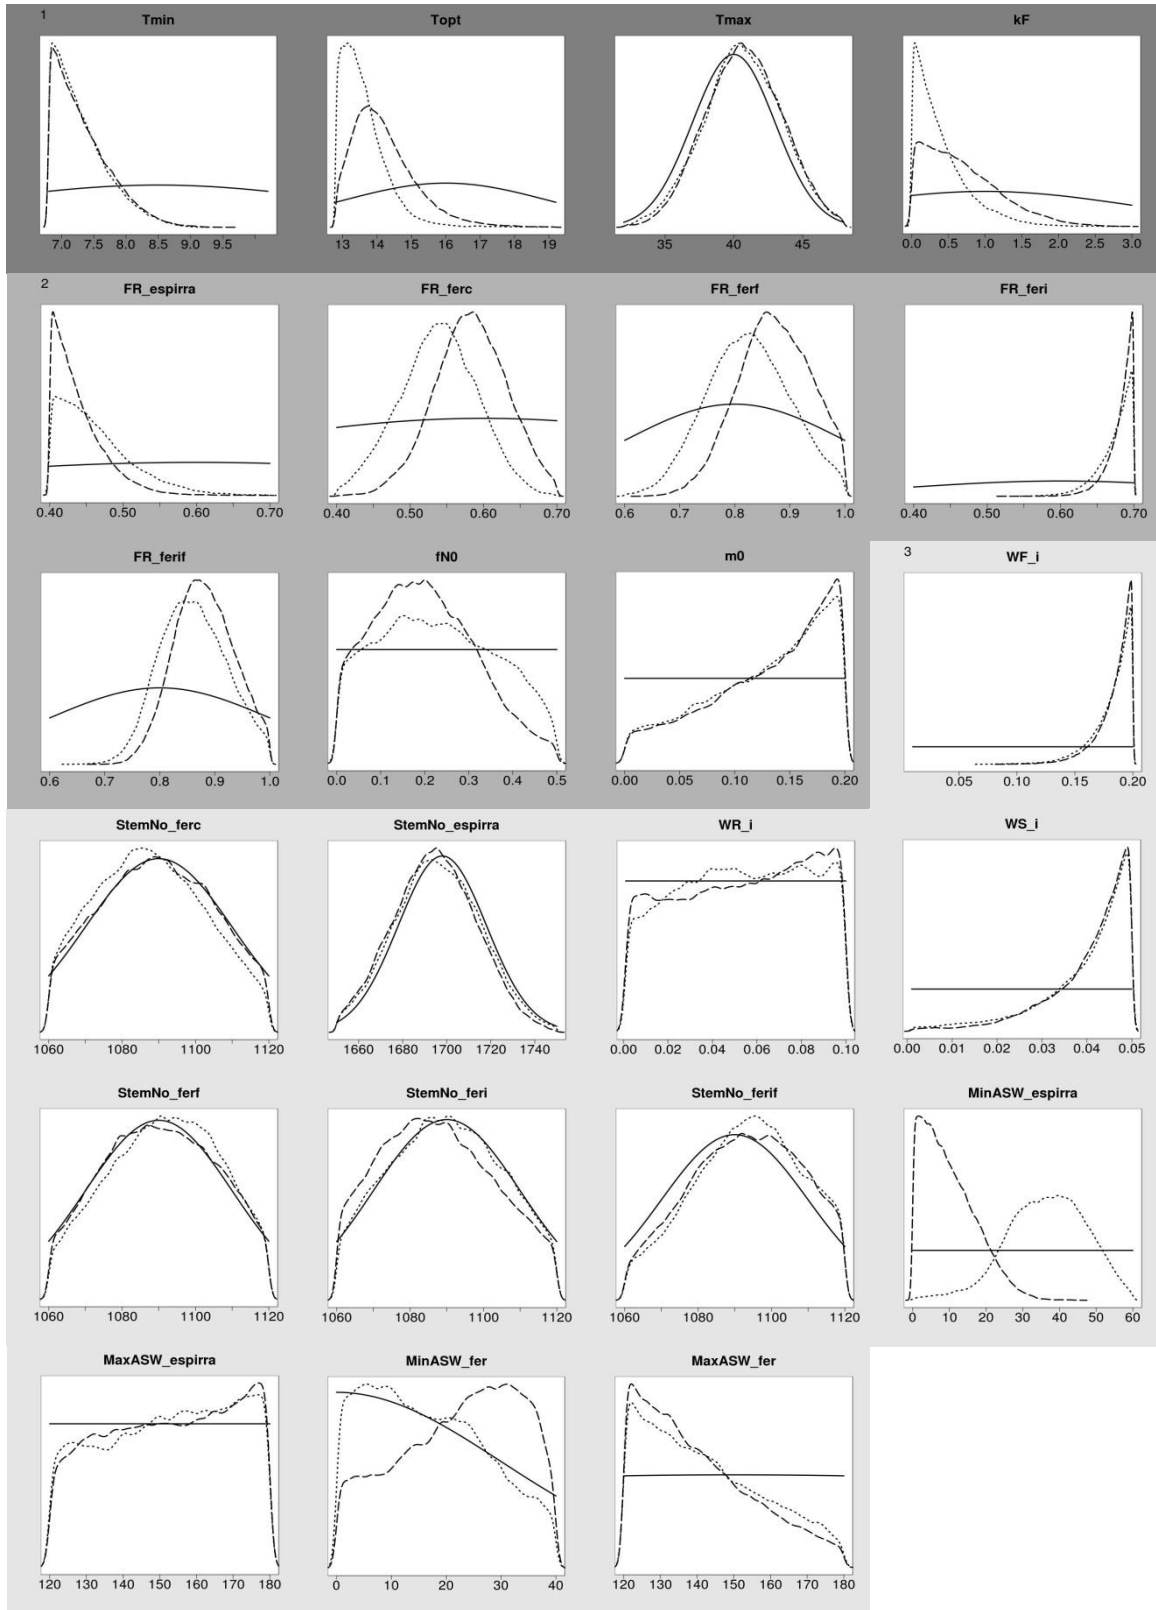 1
Tmin Topt Tmax kF
7.0 7.5 8.0 8.5 9.0 9.5 13 14 15 16 17 18 19 35 40 45 0.0 0.5 1.0 1.5 2.0 2.5 3.0
2
FR_espirra FR_ferc FR_ferf FR_feri
0.40 0.50 0.60 0.70 0.40 0.50 0.60 0.70 0.6 0.7 0.8 0.9 1.0 0.40 0.50 0.60 0.70
3
FR_ferif fN0 m0 WF_i
0.6 0.7 0.8 0.9 1.0 0.0 0.1 0.2 0.3 0.4 0.5 0.00 0.05 0.10 0.15 0.20 0.05 0.10 0.15 0.20
StemNo_ferc StemNo_espirra WR_i WS_i
1060 1080 1100 1120 1660 1680 1700 1720 1740 0.00 0.02 0.04 0.06 0.08 0.10 0.00 0.01 0.02 0.03 0.04 0.05
StemNo_ferf StemNo_feri StemNo_ferif MinASW_espirra
1060 1080 1100 1120 1060 1080 1100 1120 1060 1080 1100 1120 0 10 20 30 40 50 60
MaxASW_espirra MinASW_fer MaxASW_fer
120 130 140 150 160 170 180 0 10 20 30 40 120 130 140 150 160 170 180